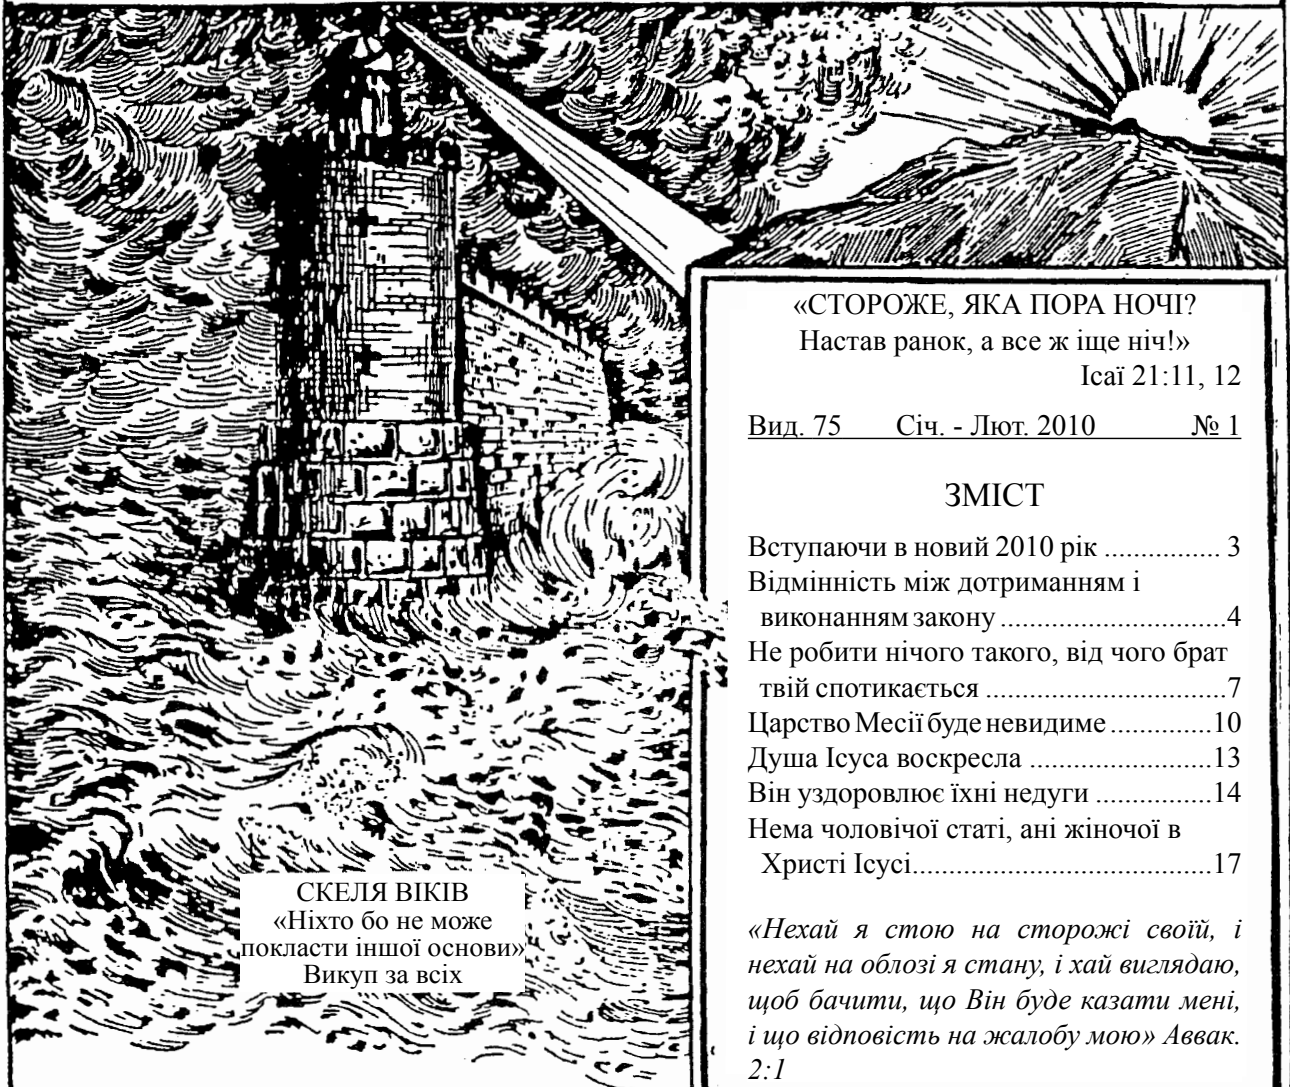 «СТОРОЖЕ, ЯКА ПОРА НОЧІ?
Настав ранок, а все ж іще ніч!»
Ісаї 21:11, 12
Вид. 75 Січ. - Лют. 2010 № 1
ЗМІСТ
Вступаючи в новий 2010 рік ................ 3
Відмінність між дотриманням і
виконанням закону ...........................4
Не робити нічого такого, від чого брат
твій спотикається .............................7
Царство Месії буде невидиме ...............10
Душа Ісуса воскресла ...........................13
Він уздоровлює їхні недуги .................14
Нема чоловічої статі, ані жіночої в
Христі Ісусі.....................................17
«Нехай я стою на сторожі своїй, і
нехай на облозі я стану, і хай виглядаю,
щоб бачити, що Він буде казати мені,
і що відповість на жалобу мою» Аввак.
2:1
СКЕЛЯ ВІКІВ
«Ніхто бо не може
покласти іншої основи»
Викуп за всіх